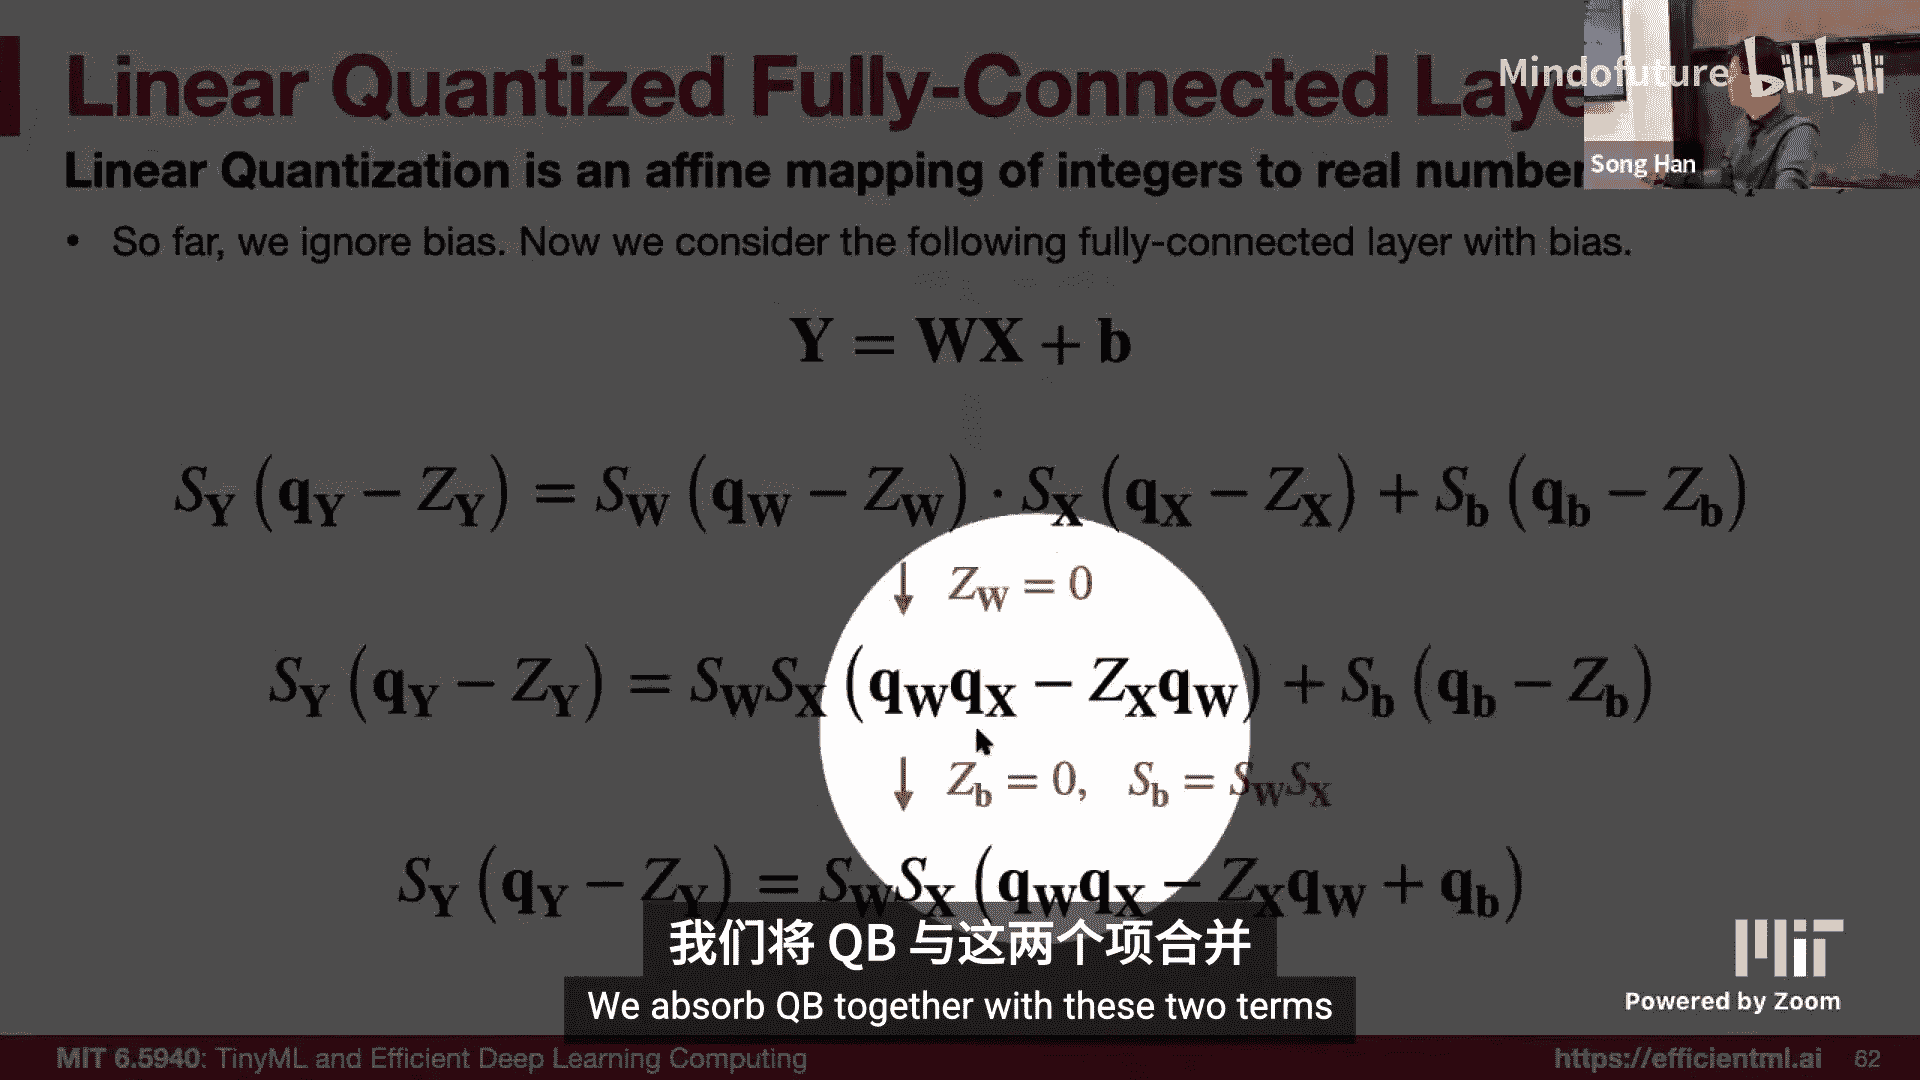 Linear Quantized Fully-Connected Laye
Mindofuture bilibili
Linear Quantization is an affine mapping of integers to real number
Song Han
• So far, we ignore bias. Now we consider the following fully-connected layer with bias.
Y = WX + b
S_Y (q_Y − Z_Y) = S_W (q_W − Z_W) · S_X (q_X − Z_X) + S_b (q_b − Z_b)
↓ Z_W = 0
S_Y (q_Y − Z_Y) = S_W S_X (q_W q_X − Z_X q_W) + S_b (q_b − Z_b)
↓ Z_b = 0, S_b = S_W S_X
S_Y (q_Y − Z_Y) = S_W S_X (q_W q_X − Z_X q_W + q_b)
我们将 QB 与这两个项合并
We absorb QB together with these two terms
MIT
Powered by Zoom
MIT 6.5940: TinyML and Efficient Deep Learning Computing
https://efficientml.ai 62